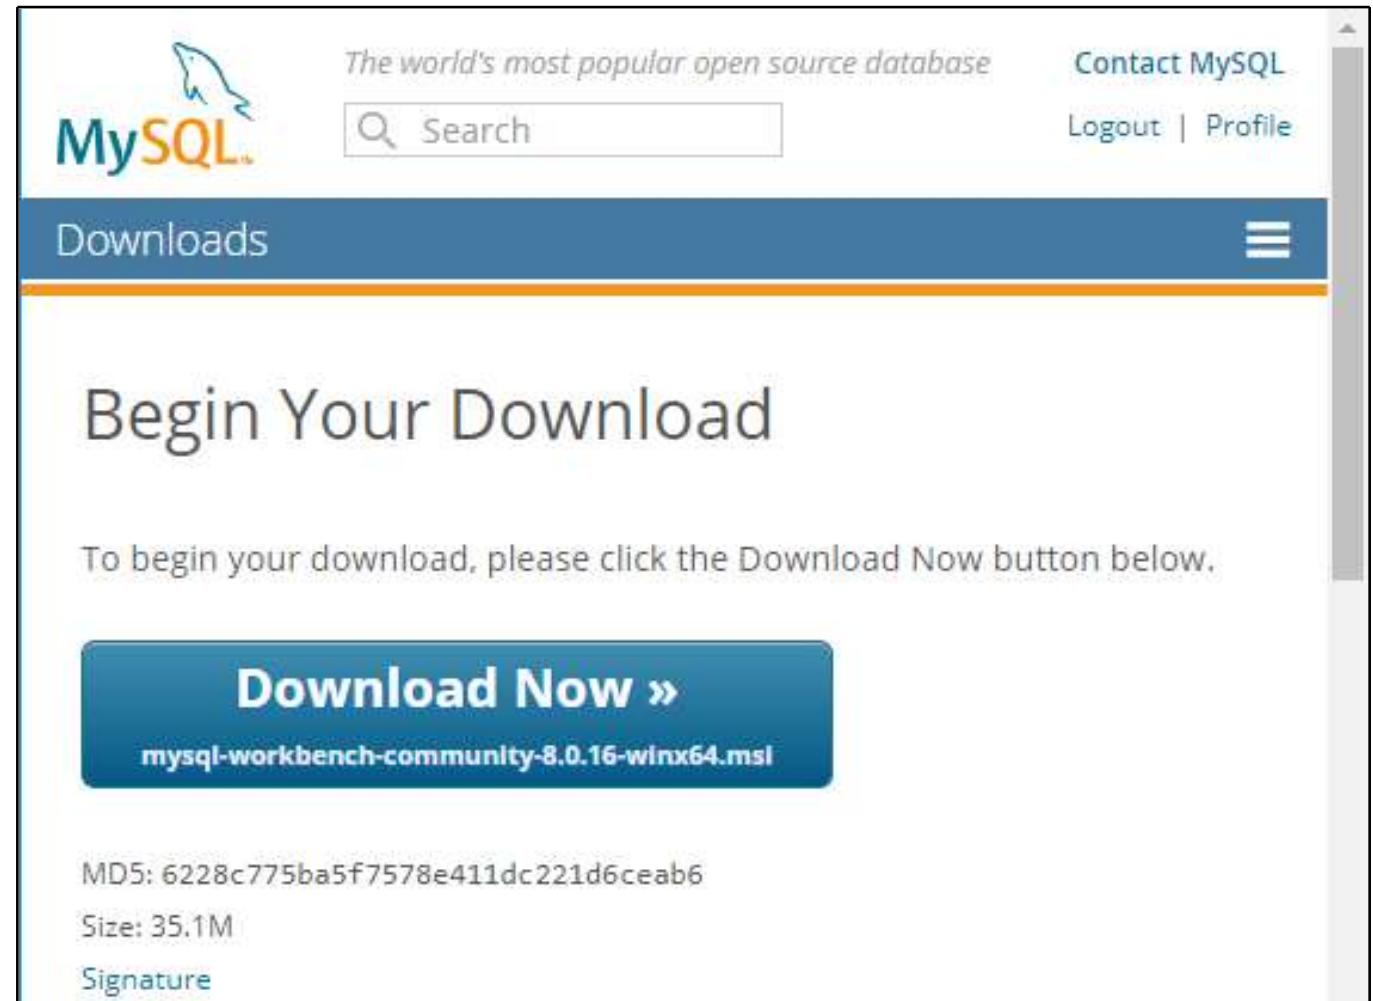 The world's most popular open source database
Contact MySQL
MySQL
Search
Logout | Profile
Downloads
Begin Your Download
To begin your download, please click the Download Now button below.
Download Now »
mysql-workbench-community-8.0.16-winx64.msi
MD5: 6228c775ba5f7578e411dc221d6ceab6
Size: 35.1M
Signature